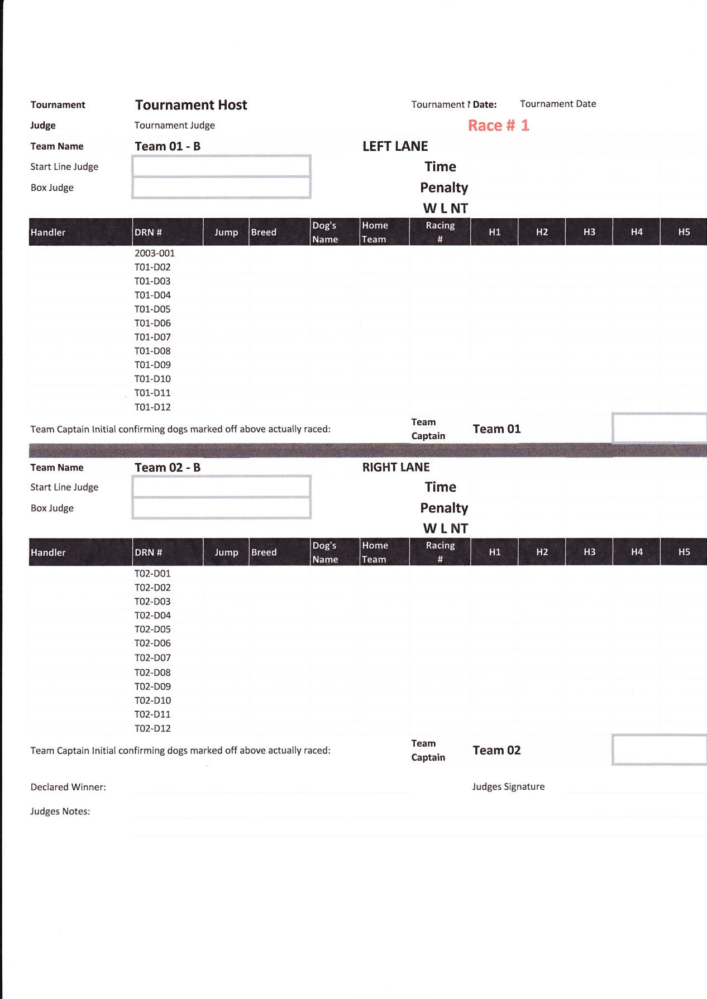 Tournament Tournament Host Tournament Date: Tournament Date
Judge Tournament Judge Race # 1
Team Name Team 01 - B LEFT LANE
Start Line Judge Time
Box Judge Penalty
W L NT
Handler DRN # Jump Breed Dog's Name Home Team Racing # H1 H2 H3 H4 H5
2003-001
T01-D02
T01-D03
T01-D04
T01-D05
T01-D06
T01-D07
T01-D08
T01-D09
T01-D10
T01-D11
T01-D12
Team Captain Initial confirming dogs marked off above actually raced: Team Captain Team 01
Team Name Team 02 - B RIGHT LANE
Start Line Judge Time
Box Judge Penalty
W L NT
Handler DRN # Jump Breed Dog's Name Home Team Racing # H1 H2 H3 H4 H5
T02-D01
T02-D02
T02-D03
T02-D04
T02-D05
T02-D06
T02-D07
T02-D08
T02-D09
T02-D10
T02-D11
T02-D12
Team Captain Initial confirming dogs marked off above actually raced: Team Captain Team 02
Declared Winner: Judges Signature
Judges Notes: